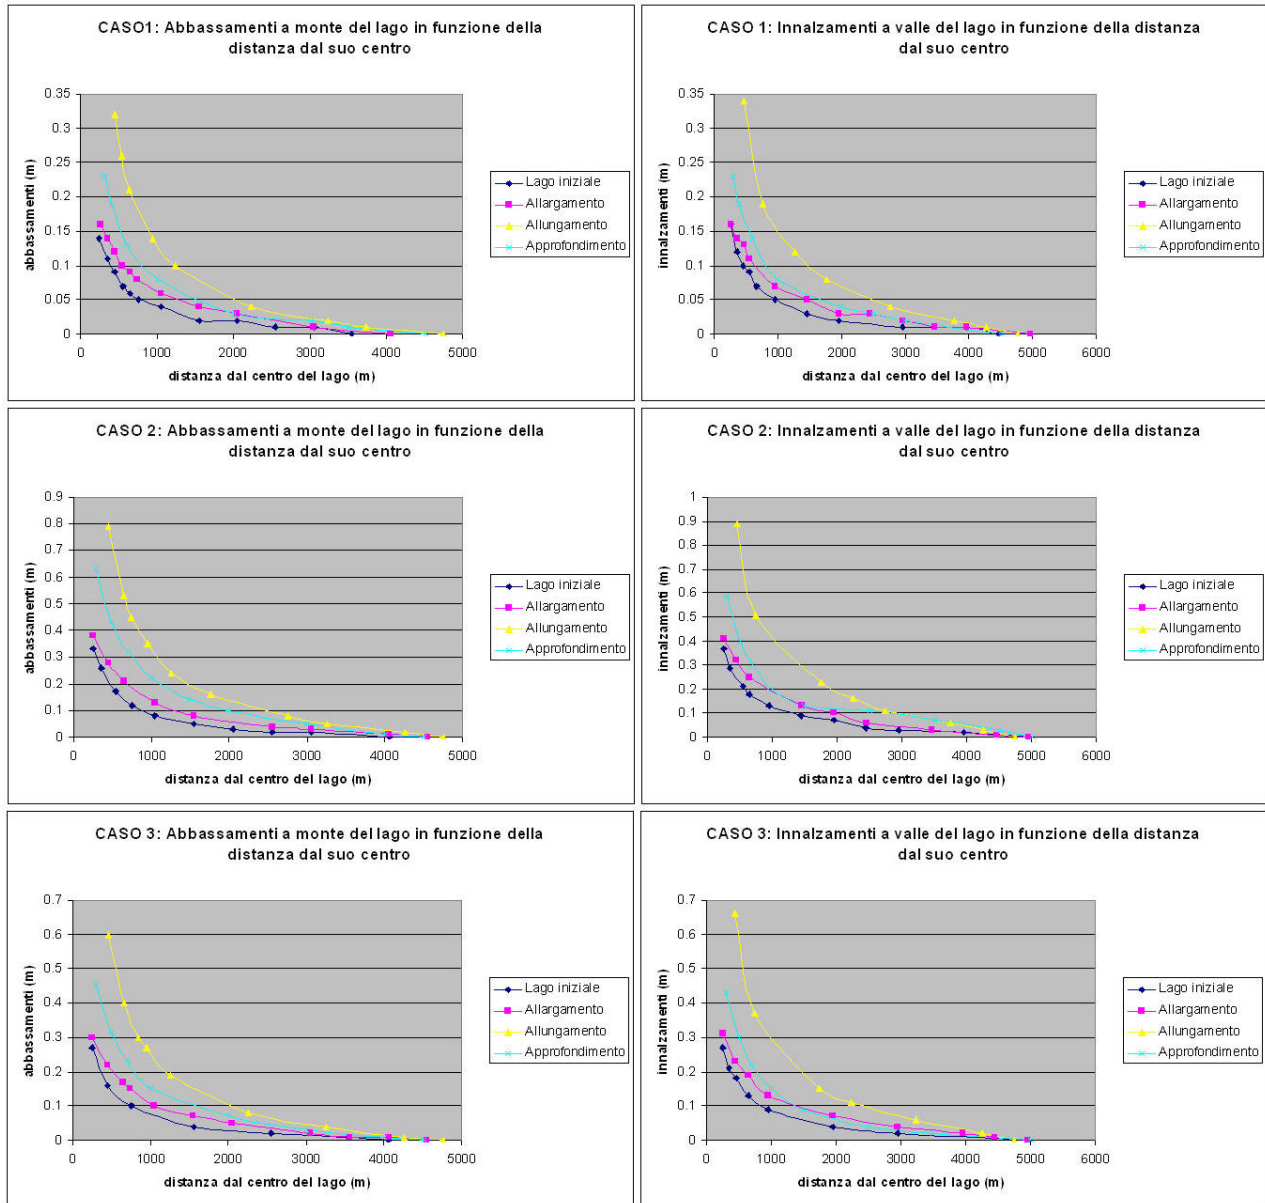 CASO1: Abbassamenti a monte del lago in funzione della
distanza dal suo centro
abbassamenti (m)
0.35
0.3
0.25
0.2
0.15
0.1
0.05
0
0 1000 2000 3000 4000 5000
distanza dal centro del lago (m)
Lago iniziale
Allargamento
Allungamento
Approfondimento
CASO 1: Innalzamenti a valle del lago in funzione della distanza
dal suo centro
innalzamenti (m)
0.35
0.3
0.25
0.2
0.15
0.1
0.05
0
0 1000 2000 3000 4000 5000 6000
distanza dal centro del lago (m)
Lago iniziale
Allargamento
Allungamento
Approfondimento
CASO 2: Abbassamenti a monte del lago in funzione della
distanza dal suo centro
abbassamenti (m)
0.9
0.8
0.7
0.6
0.5
0.4
0.3
0.2
0.1
0
0 1000 2000 3000 4000 5000
distanza dal centro del lago (m)
Lago iniziale
Allargamento
Allungamento
Approfondimento
CASO 2: Innalzamenti a valle del lago in funzione della distanza
dal suo centro
innalzamenti (m)
1
0.9
0.8
0.7
0.6
0.5
0.4
0.3
0.2
0.1
0
0 1000 2000 3000 4000 5000 6000
distanza dal centro del lago (m)
Lago iniziale
Allargamento
Allungamento
Approfondimento
CASO 3: Abbassamenti a monte del lago in funzione della
distanza dal suo centro
abbassamenti (m)
0.7
0.6
0.5
0.4
0.3
0.2
0.1
0
0 1000 2000 3000 4000 5000
distanza dal centro del lago (m)
Lago iniziale
Allargamento
Allungamento
Approfondimento
CASO 3: Innalzamenti a valle del lago in funzione della distanza
dal suo centro
innalzamenti (m)
0.7
0.6
0.5
0.4
0.3
0.2
0.1
0
0 1000 2000 3000 4000 5000 6000
distanza dal centro del lago (m)
Lago iniziale
Allargamento
Allungamento
Approfondimento